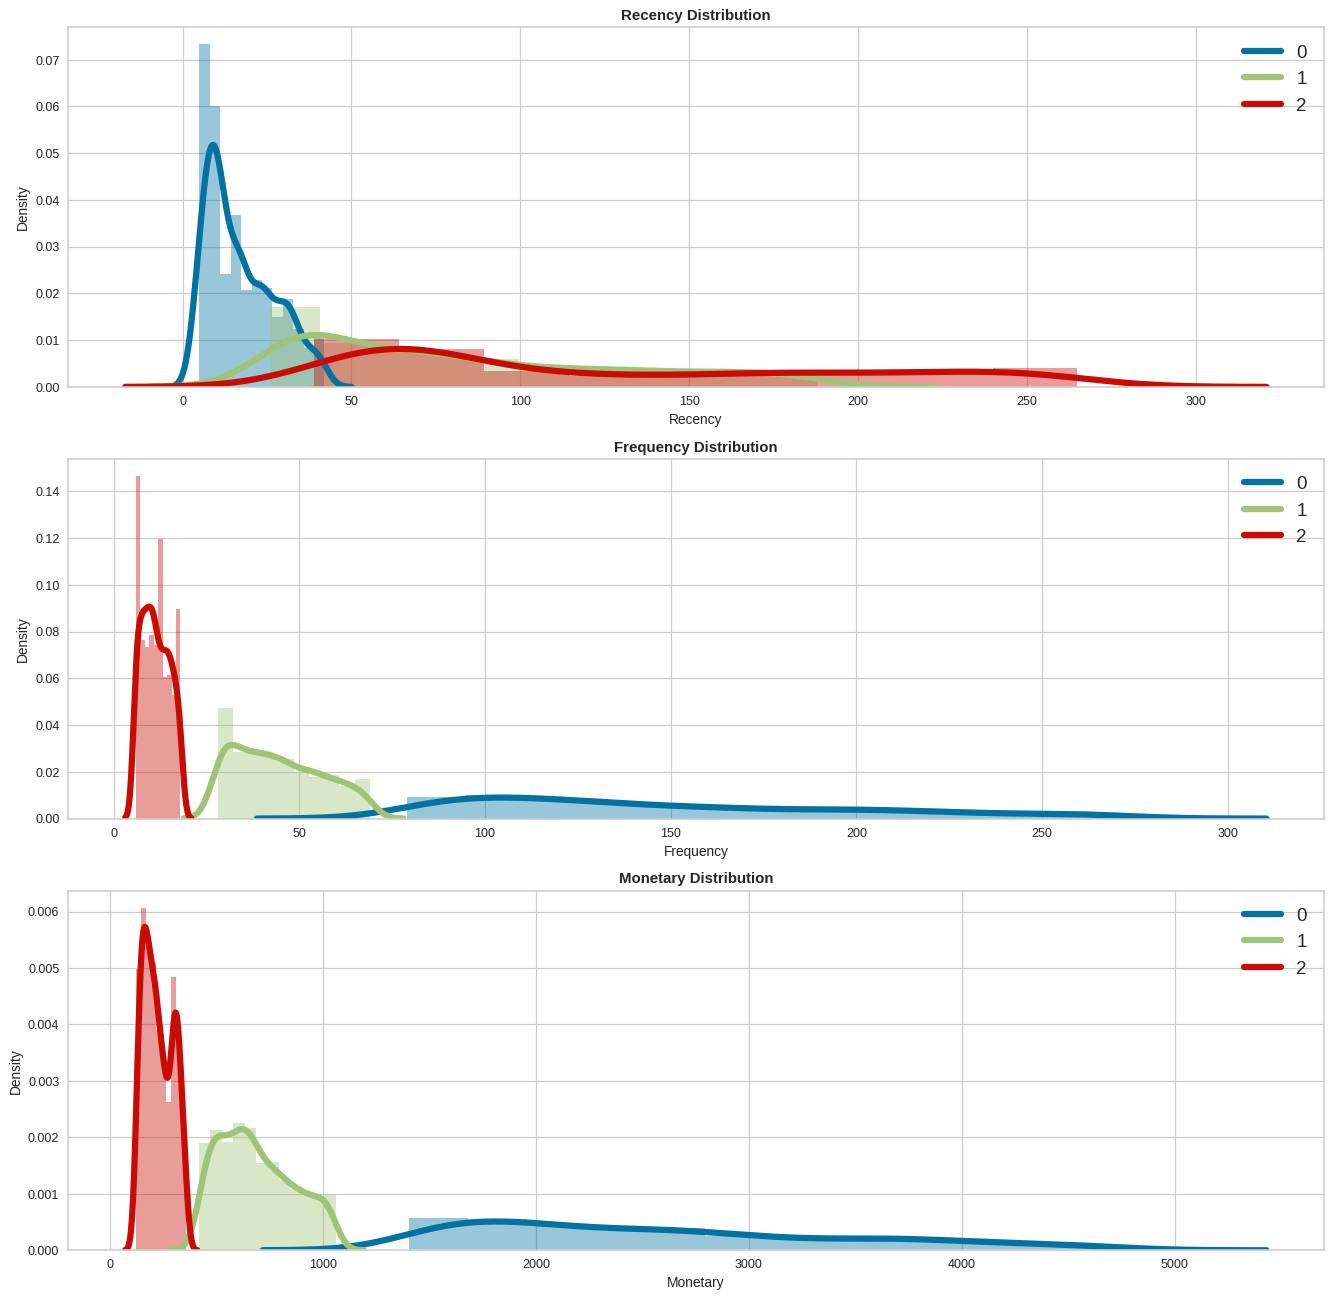 Recency Distribution
0.07
0.06
0.05
0.04
0.03
0.02
0.01
0.00
Density
0
1
2
0 50 100 150 200 250 300
Recency
Frequency Distribution
0.14
0.12
0.10
0.08
0.06
0.04
0.02
0.00
Density
0
1
2
0 50 100 150 200 250 300
Frequency
Monetary Distribution
0.006
0.005
0.004
0.003
0.002
0.001
0.000
Density
0
1
2
0 1000 2000 3000 4000 5000
Monetary